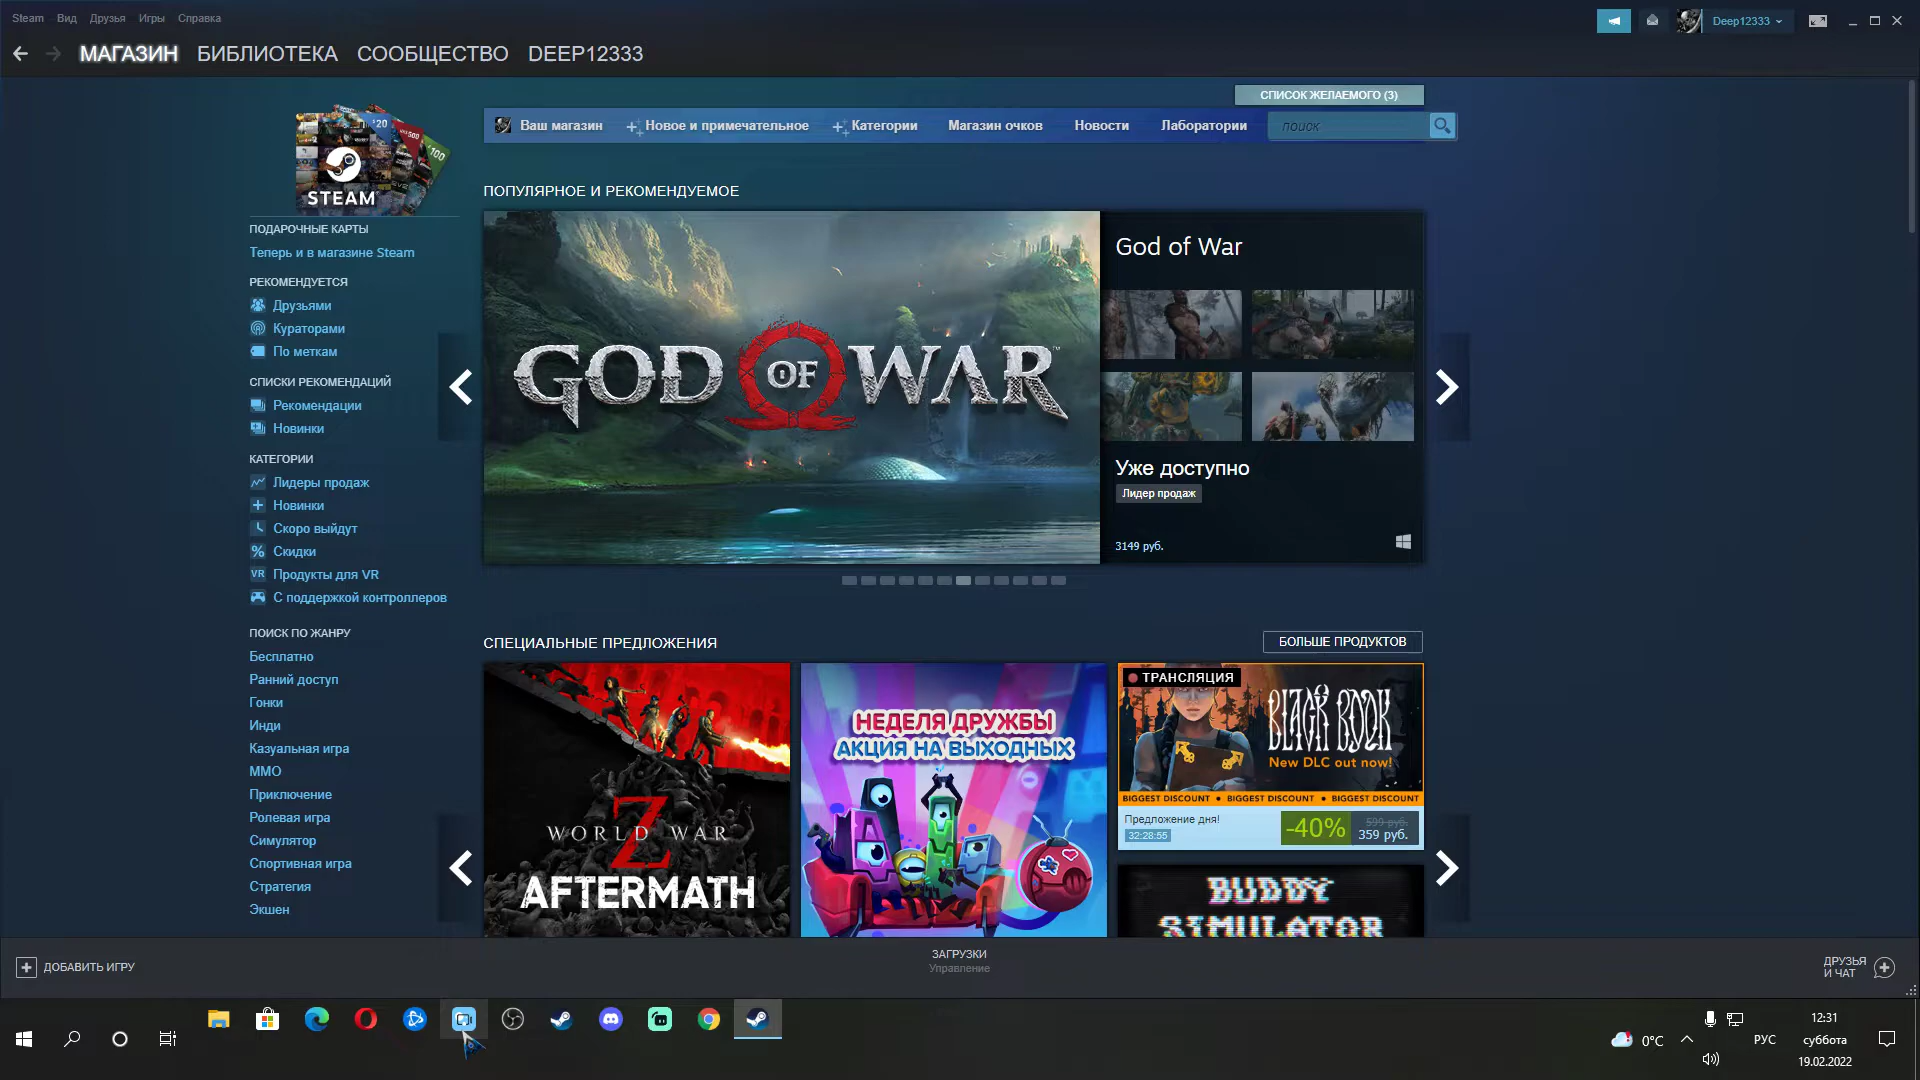 Steam Вид Друзья Игры Справка
Deep12333
МАГАЗИН БИБЛИОТЕКА СООБЩЕСТВО DEEP12333
СПИСОК ЖЕЛАЕМОГО (3)
Ваш магазин Новое и примечательное Категории Магазин очков Новости Лаборатории поиск
$20
500
100
STEAM
ПОДАРОЧНЫЕ КАРТЫ
Теперь и в магазине Steam
РЕКОМЕНДУЕТСЯ
Друзьями
Кураторами
По меткам
СПИСКИ РЕКОМЕНДАЦИЙ
Рекомендации
Новинки
КАТЕГОРИИ
Лидеры продаж
Новинки
Скоро выйдут
Скидки
VR Продукты для VR
С поддержкой контроллеров
ПОИСК ПО ЖАНРУ
Бесплатно
Ранний доступ
Гонки
Инди
Казуальная игра
ММО
Приключение
Ролевая игра
Симулятор
Спортивная игра
Стратегия
Экшен
ПОПУЛЯРНОЕ И РЕКОМЕНДУЕМОЕ
GOD OF WAR
God of War
Уже доступно
Лидер продаж
3149 руб.
СПЕЦИАЛЬНЫЕ ПРЕДЛОЖЕНИЯ
БОЛЬШЕ ПРОДУКТОВ
WORLD WAR
Z
AFTERMATH
НЕДЕЛЯ ДРУЖБЫ
АКЦИЯ НА ВЫХОДНЫХ
ТРАНСЛЯЦИЯ
BLACK BOOK
New DLC out now!
BIGGEST DISCOUNT • BIGGEST DISCOUNT • BIGGEST DISCOUNT
Предложение дня!
32:28:55
-40%
599 руб.
359 руб.
BUDDY
SIMULATOR
ДОБАВИТЬ ИГРУ
ЗАГРУЗКИ
Управление
ДРУЗЬЯ
И ЧАТ
0°C
РУС
12:31
суббота
19.02.2022